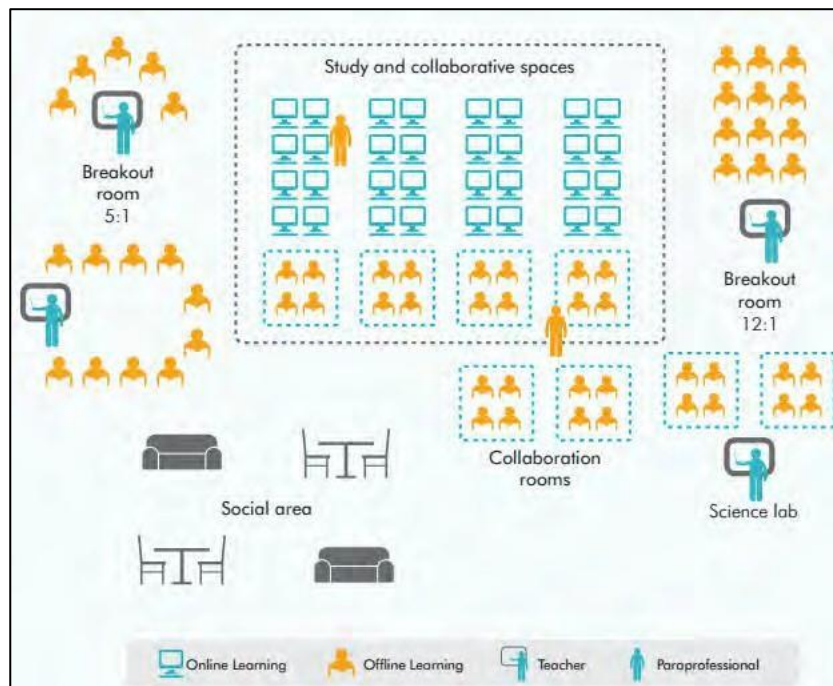 Study and collaborative spaces
Breakout
room
5:1
Breakout
room
12:1
Collaboration
rooms
Social area
Science lab
Online Learning
Offline Learning
Teacher
Paraprofessional